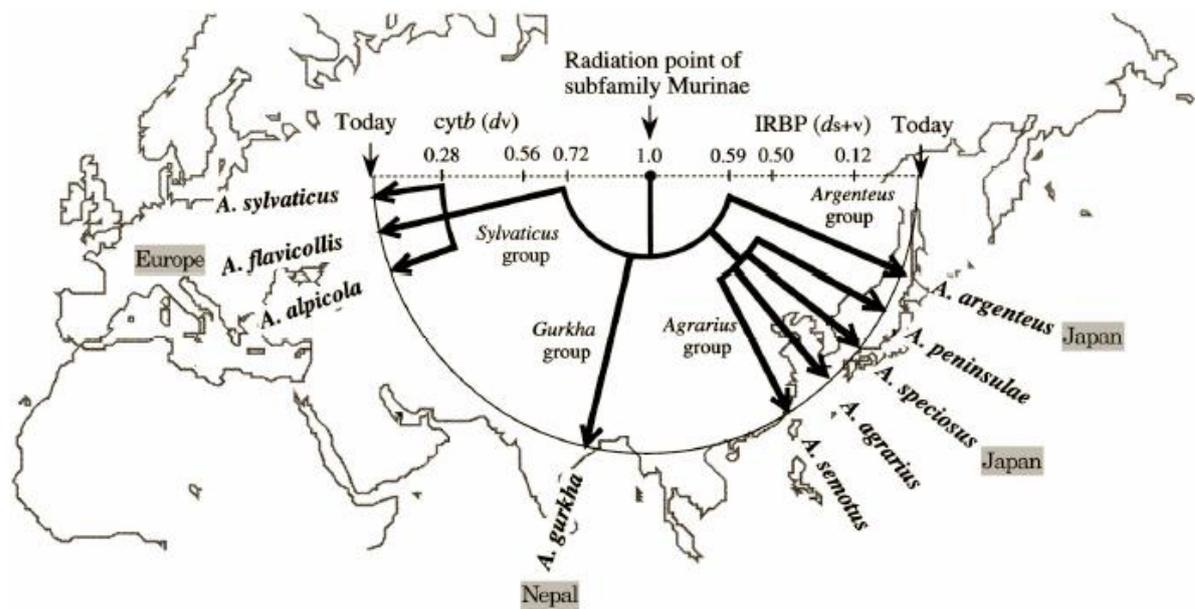 Radiation point of
subfamily Murinae
Today
cytb (dv)
IRBP (ds+v)
Today
0.28
0.56
0.72
1.0
0.59
0.50
0.12
A. sylvaticus
A. flavicollis
A. alpicola
Europe
Sylvaticus
group
Argenteus
group
Gurkha
group
Agrarius
group
A. argenteus
Japan
A. peninsulae
A. speciosus
Japan
A. agrarius
A. semotus
A. gurkha
Nepal